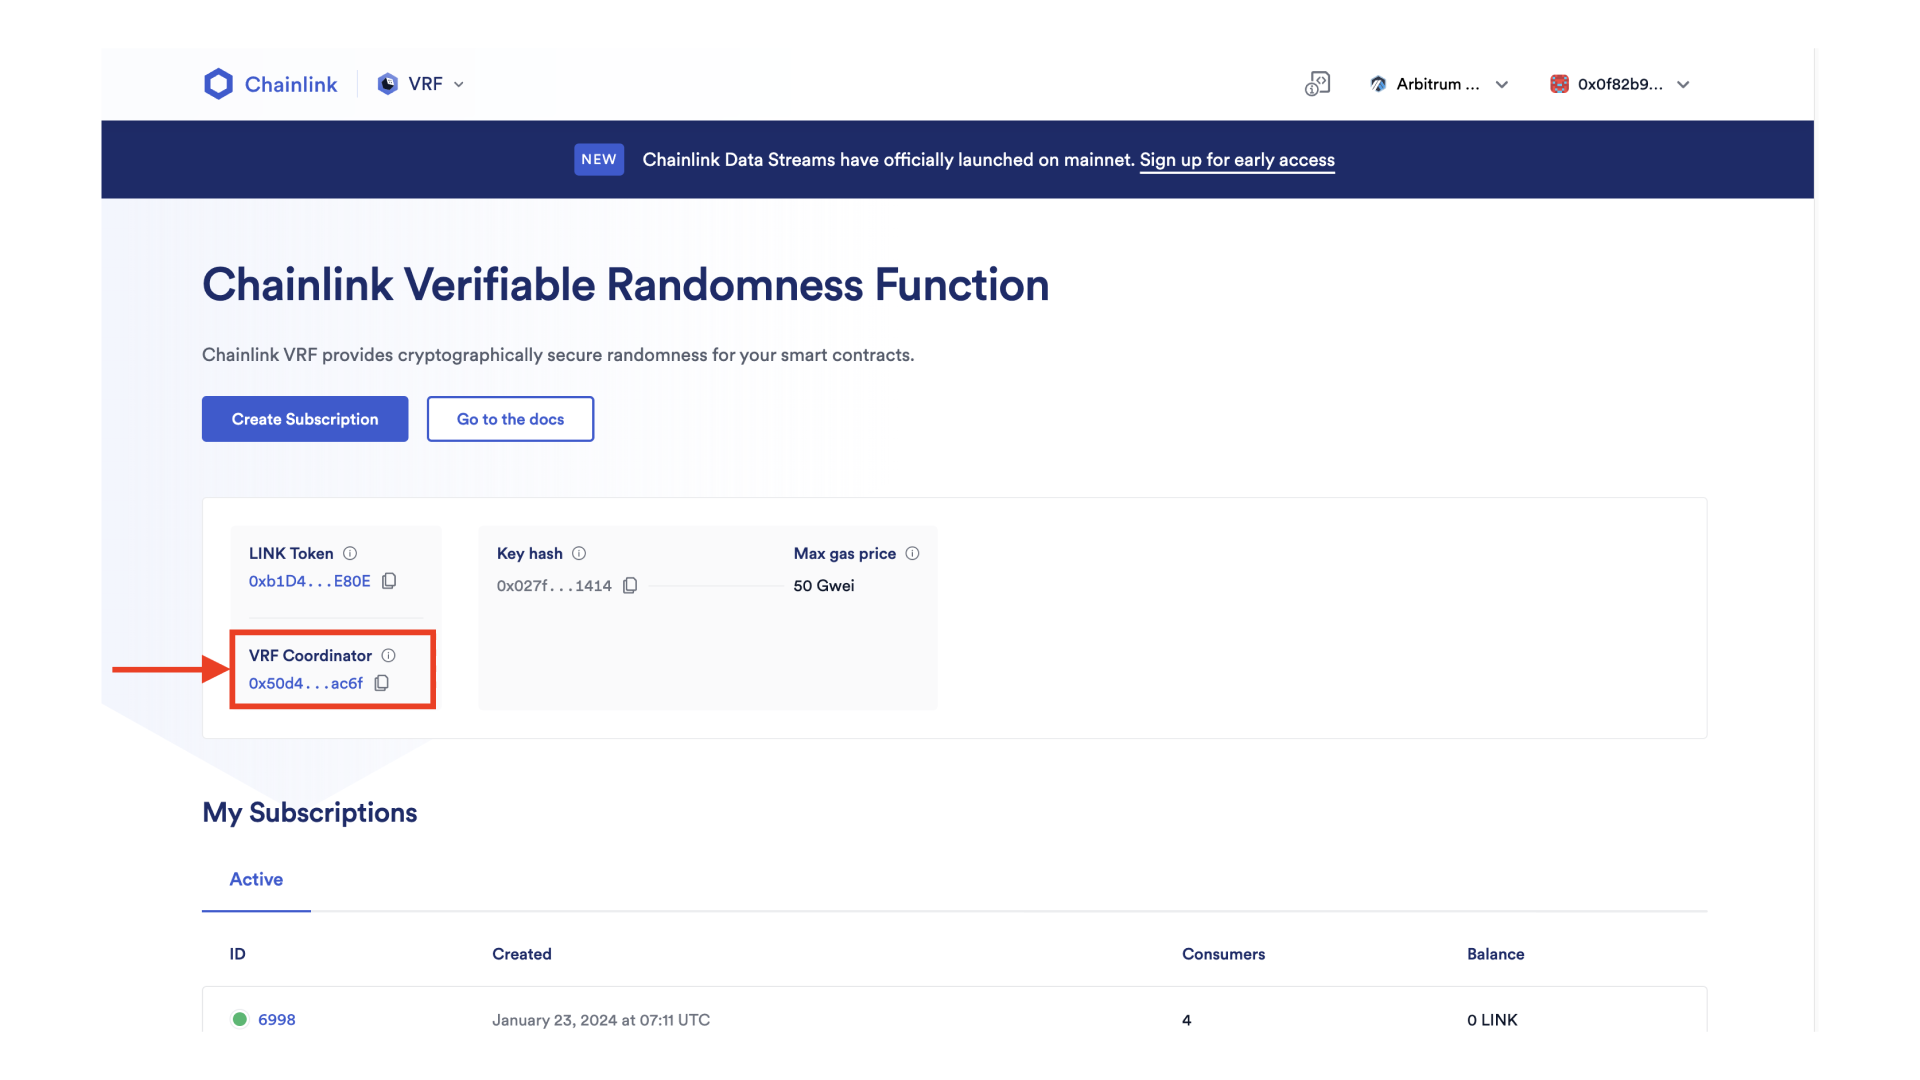 Chainlink VRF Arbitrum ... 0x0f82b9...
NEW Chainlink Data Streams have officially launched on mainnet. Sign up for early access
Chainlink Verifiable Randomness Function
Chainlink VRF provides cryptographically secure randomness for your smart contracts.
Create Subscription Go to the docs
LINK Token Key hash Max gas price
0xb1D4...E80E 0x027f...1414 50 Gwei
VRF Coordinator
0x50d4...ac6f
My Subscriptions
Active
ID Created Consumers Balance
6998 January 23, 2024 at 07:11 UTC 4 0 LINK